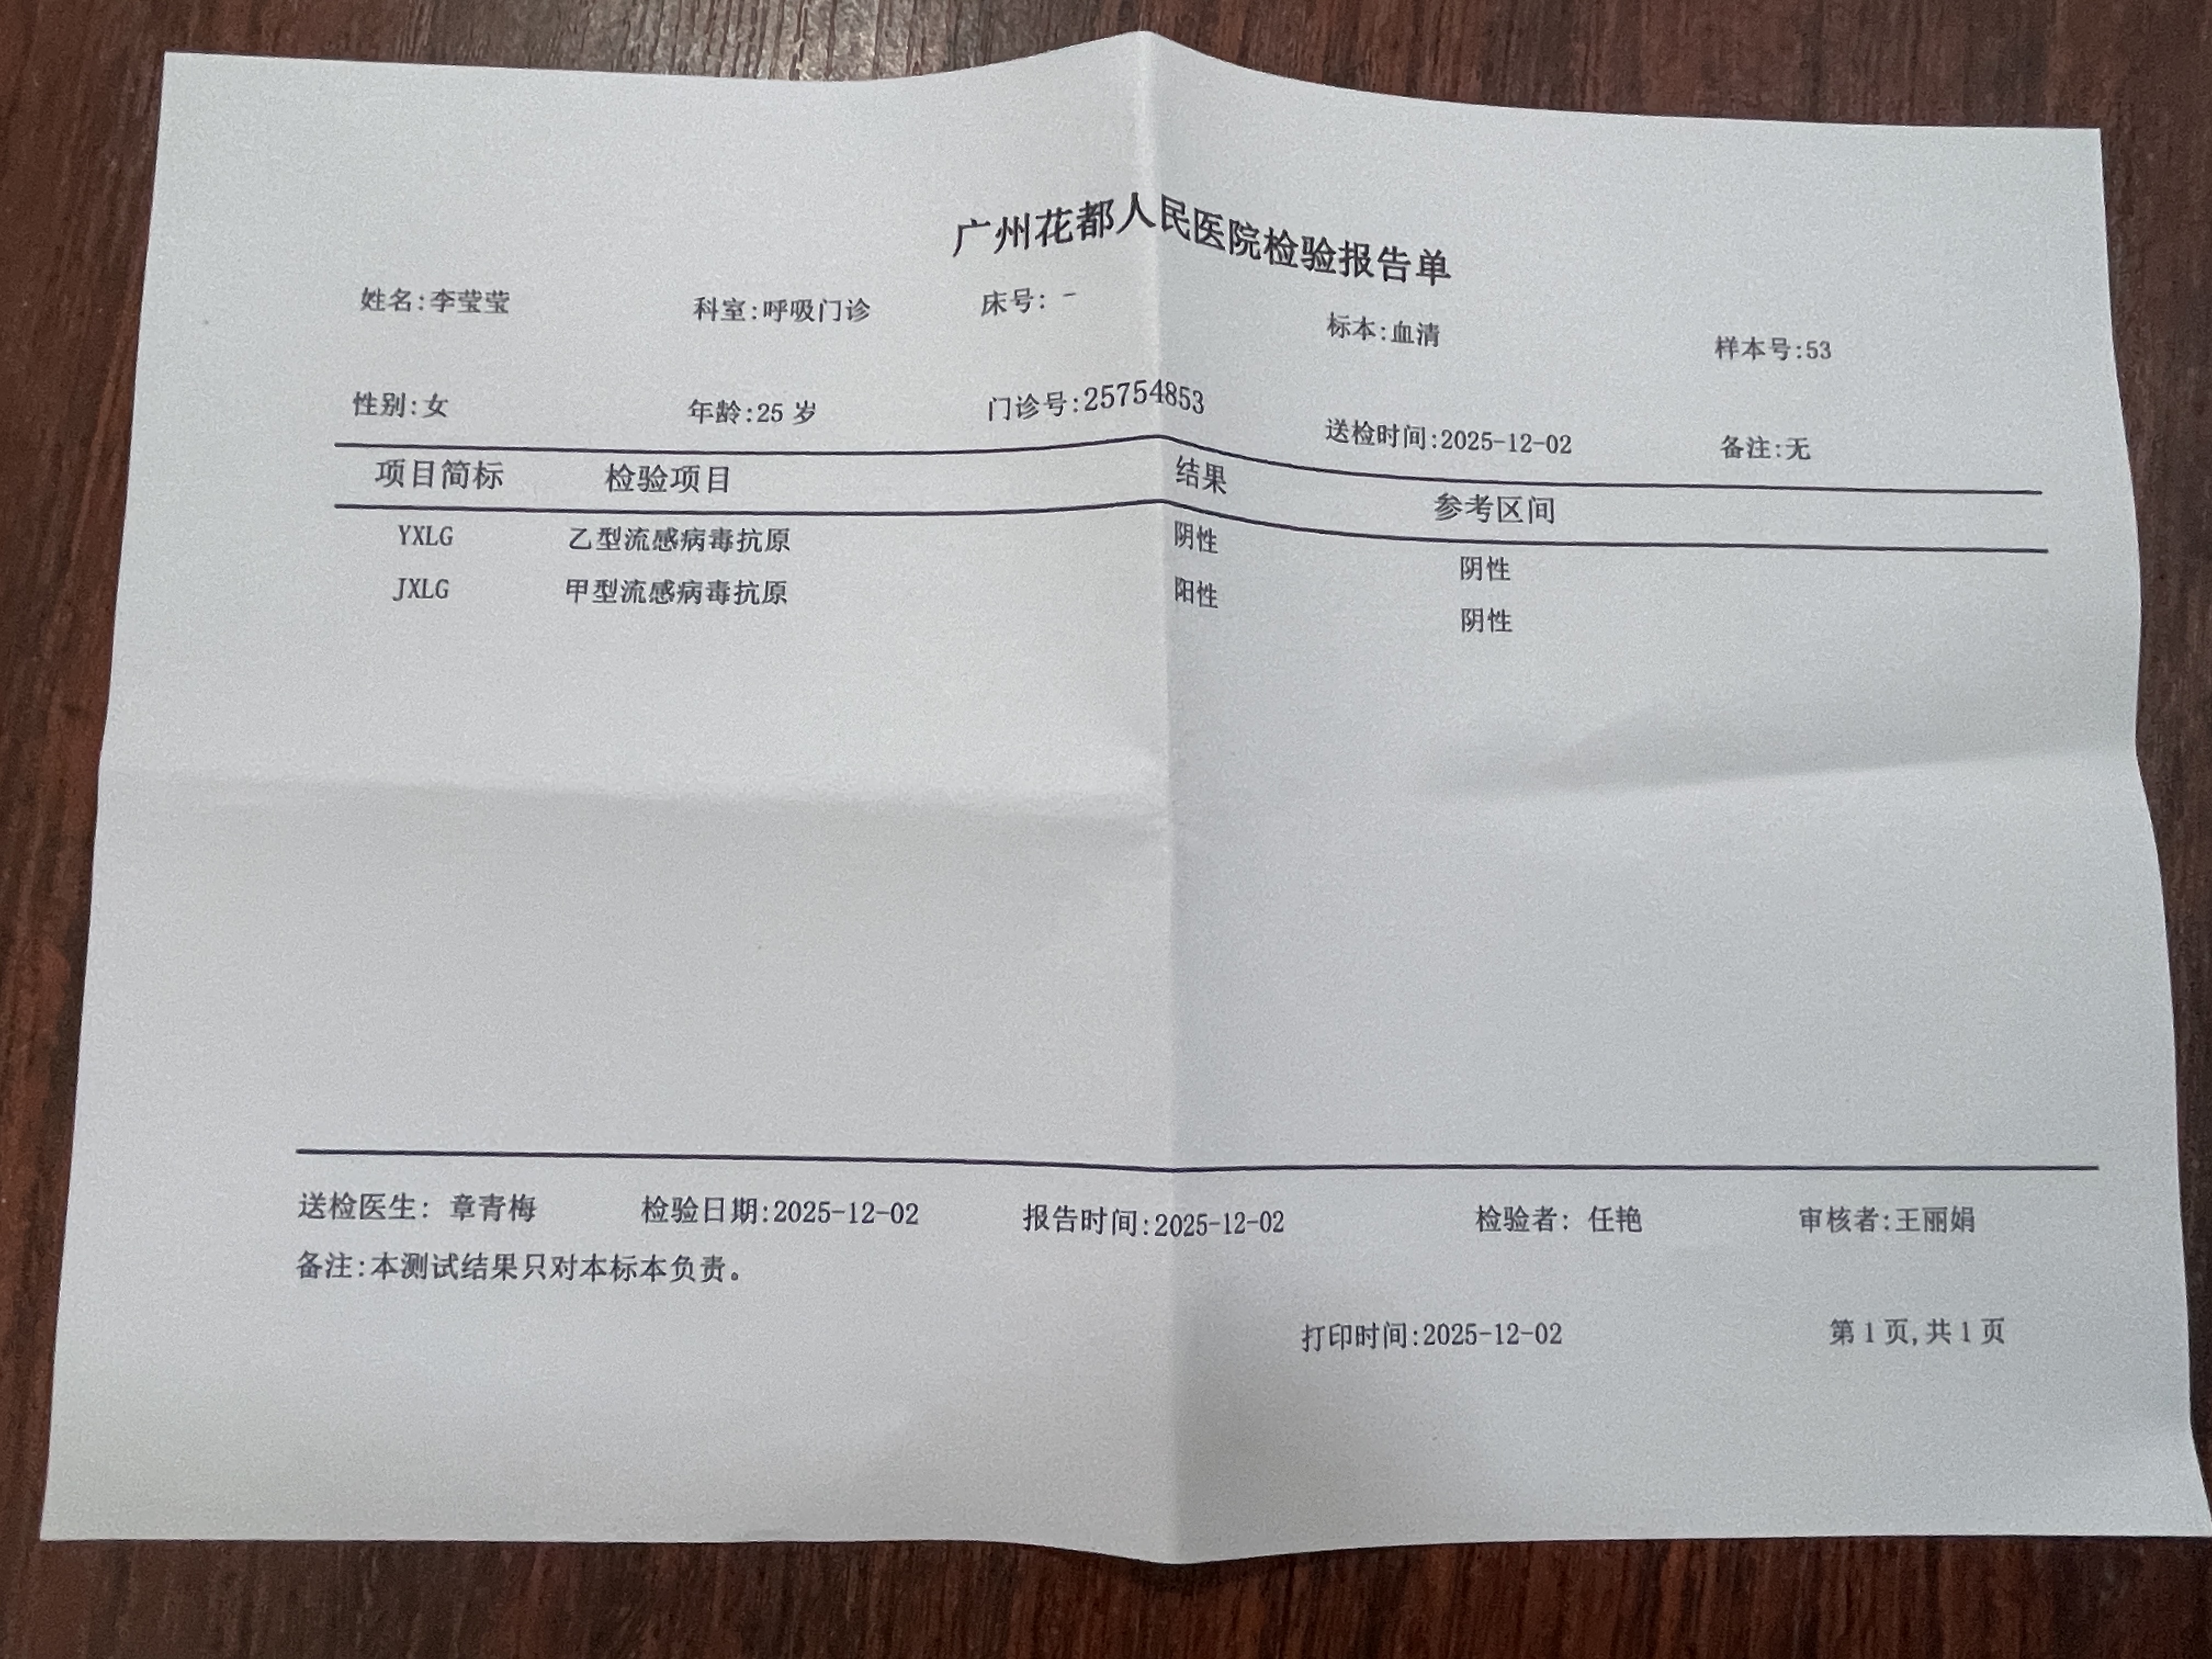 广州花都人民医院检验报告单
姓名:李莹莹 科室:呼吸门诊 床号: - 标本:血清 样本号:53
性别:女 年龄:25 岁 门诊号:25754853 送检时间:2025-12-02 备注:无
项目简标 检验项目 结果 参考区间
YXLG 乙型流感病毒抗原 阴性 阴性
JXLG 甲型流感病毒抗原 阳性 阴性
送检医生: 章青梅 检验日期:2025-12-02 报告时间:2025-12-02 检验者: 任艳 审核者:王丽娟
备注:本测试结果只对本标本负责。
打印时间:2025-12-02 第1页,共1页